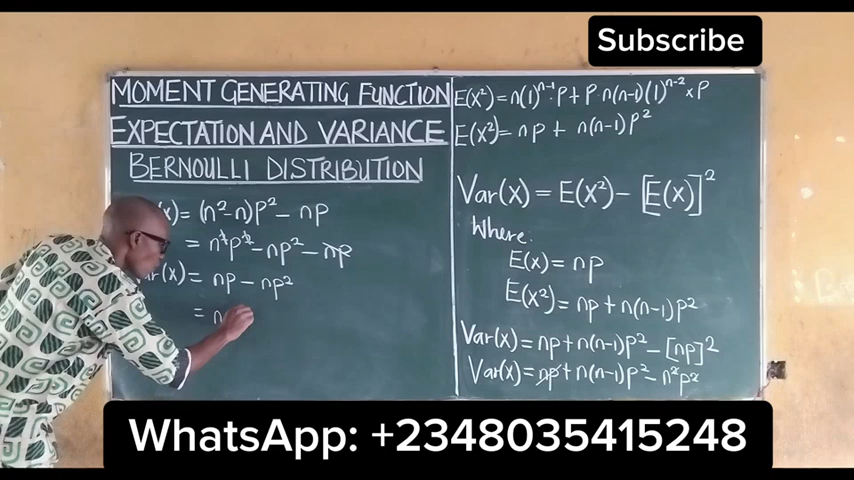 Subscribe
MOMENT GENERATING FUNCTION
EXPECTATION AND VARIANCE
BERNOULLI DISTRIBUTION
x) = (n²-n)P² - np
= n²p² - np² - np
ar(x) = np - np²
= n
E(X²) = n(1)ⁿ⁻¹·P + P·n(n-1)(1)ⁿ⁻² × P
E(X²) = np + n(n-1)p²
Var(X) = E(X²) - [E(X)]²
Where.
E(x) = np
E(X²) = np + n(n-1)p²
Var(X) = np + n(n-1)p² - [np]²
Var(x) = np + n(n-1)p² - n²p²
WhatsApp: +2348035415248